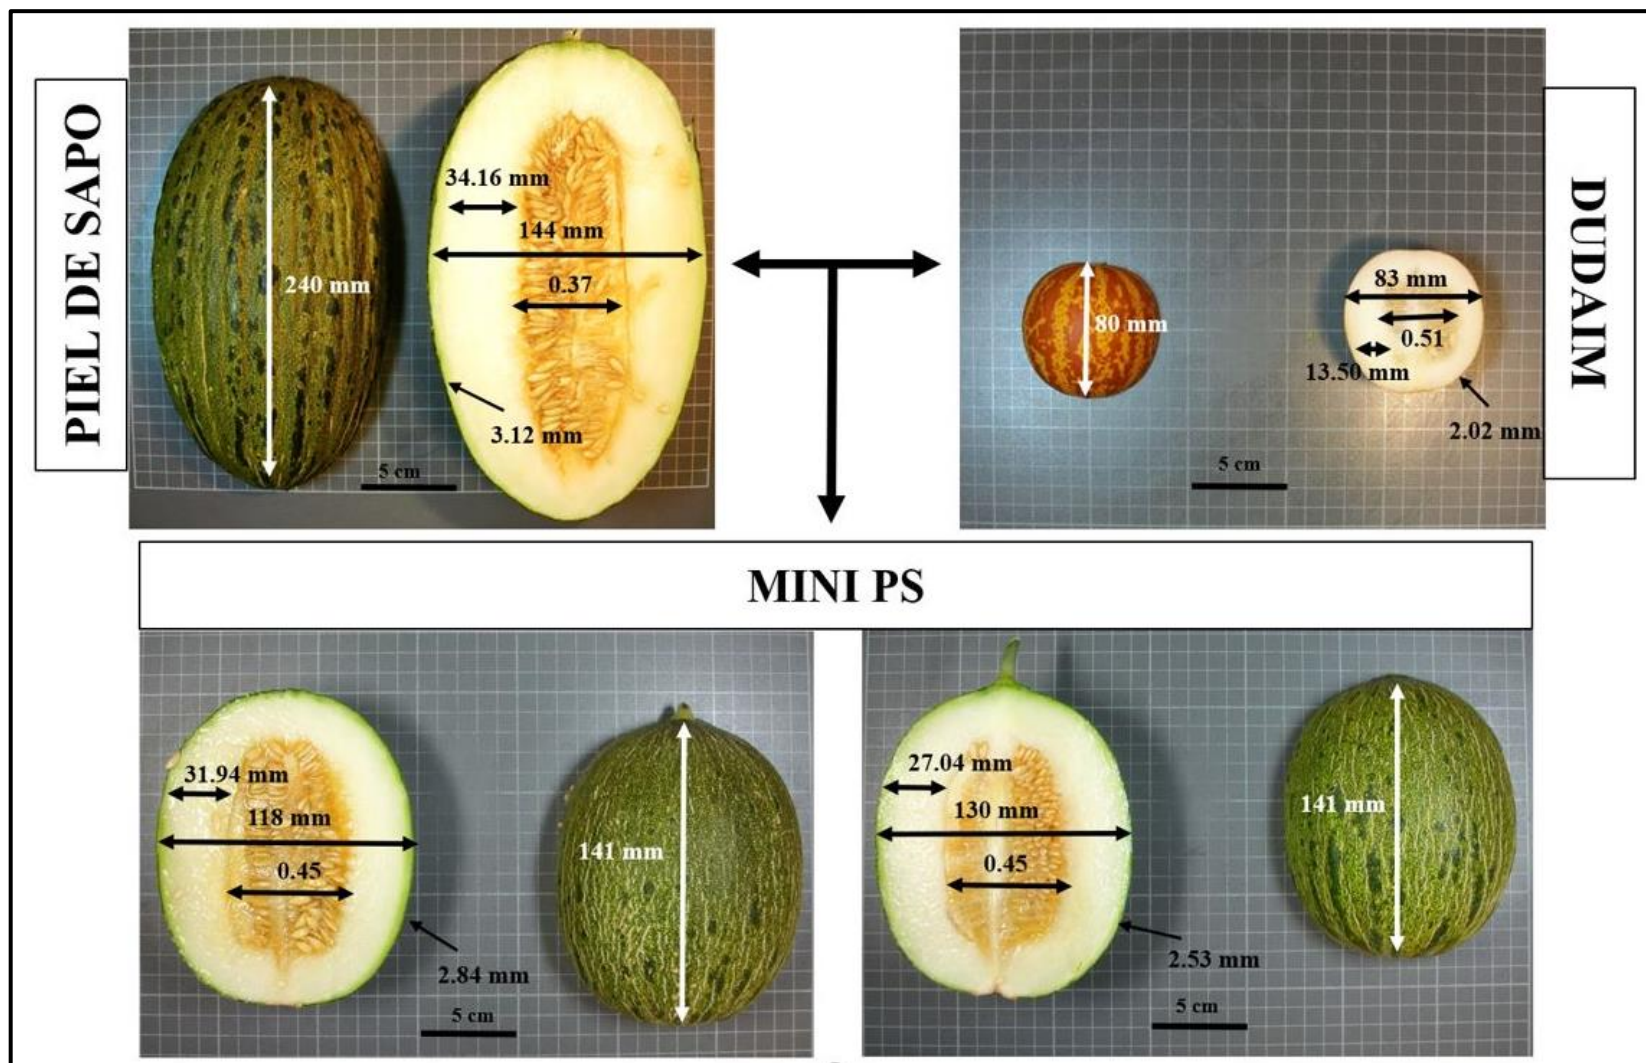 PIEL DE SAPO
240 mm
34.16 mm
144 mm
0.37
3.12 mm
5 cm
80 mm
83 mm
0.51
13.50 mm
2.02 mm
5 cm
DUDAIM
MINI PS
31.94 mm
118 mm
0.45
2.84 mm
141 mm
5 cm
27.04 mm
130 mm
0.45
2.53 mm
141 mm
5 cm